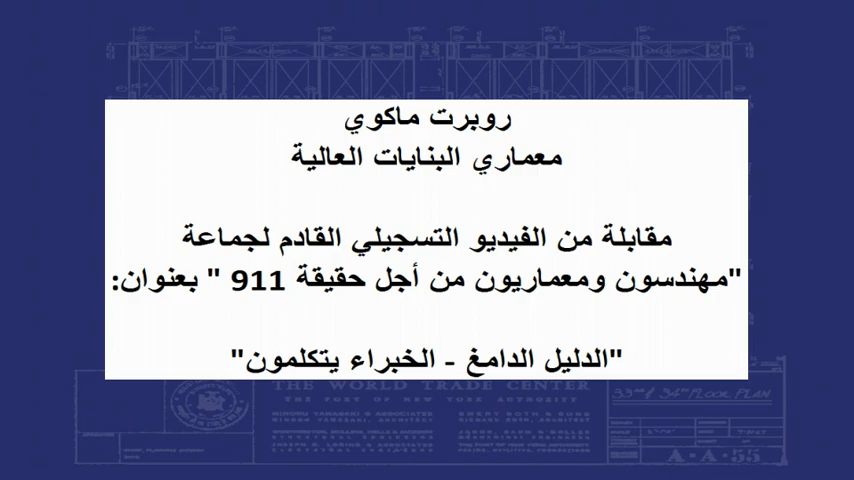 روبرت ماكوي
معماري البنايات العالية
مقابلة من الفيديو التسجيلي القادم لجماعة
"مهندسون ومعماريون من أجل حقيقة 911 " بعنوان:
"الدليل الدامغ - الخبراء يتكلمون"
THE WORLD TRADE CENTER
THE PORT OF NEW YORK AUTHORITY
MINORU YAMASAKI & ASSOCIATES
EMERY ROTH & SONS
33rd & 34th FLOOR PLAN
A-A-55